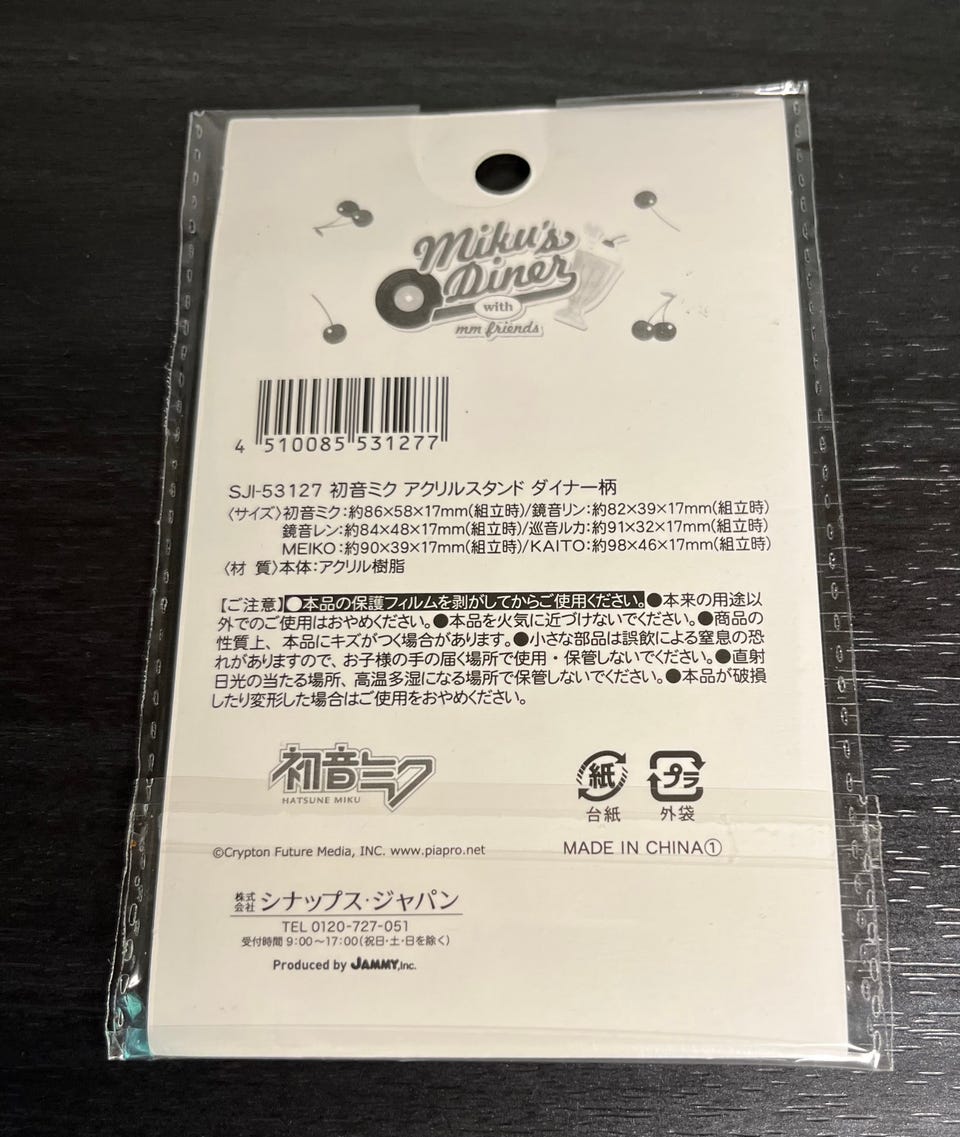 Miku's
Diner
with
mm friends
4 510085 531277
SJI-53127 初音ミク アクリルスタンド ダイナー柄
〈サイズ〉初音ミク:約86×58×17mm(組立時)/鏡音リン:約82×39×17mm(組立時)
鏡音レン:約84×48×17mm(組立時)/巡音ルカ:約91×32×17mm(組立時)
MEIKO:約90×39×17mm(組立時)/KAITO:約98×46×17mm(組立時)
〈材 質〉本体:アクリル樹脂
【ご注意】●本品の保護フィルムを剥がしてからご使用ください。●本来の用途以
外でのご使用はおやめください。●本品を火気に近づけないでください。●商品の
性質上、本品にキズがつく場合があります。●小さな部品は誤飲による窒息の恐
れがありますので、お子様の手の届く場所で使用・保管しないでください。●直射
日光の当たる場所、高温多湿になる場所で保管しないでください。●本品が破損
したり変形した場合はご使用をおやめください。
初音ミク
HATSUNE MIKU
紙 プラ
台紙 外袋
©Crypton Future Media, INC. www.piapro.net
MADE IN CHINA①
株式会社 シナップス・ジャパン
TEL 0120-727-051
受付時間 9:00〜17:00(祝日・土・日を除く)
Produced by JAMMY,Inc.